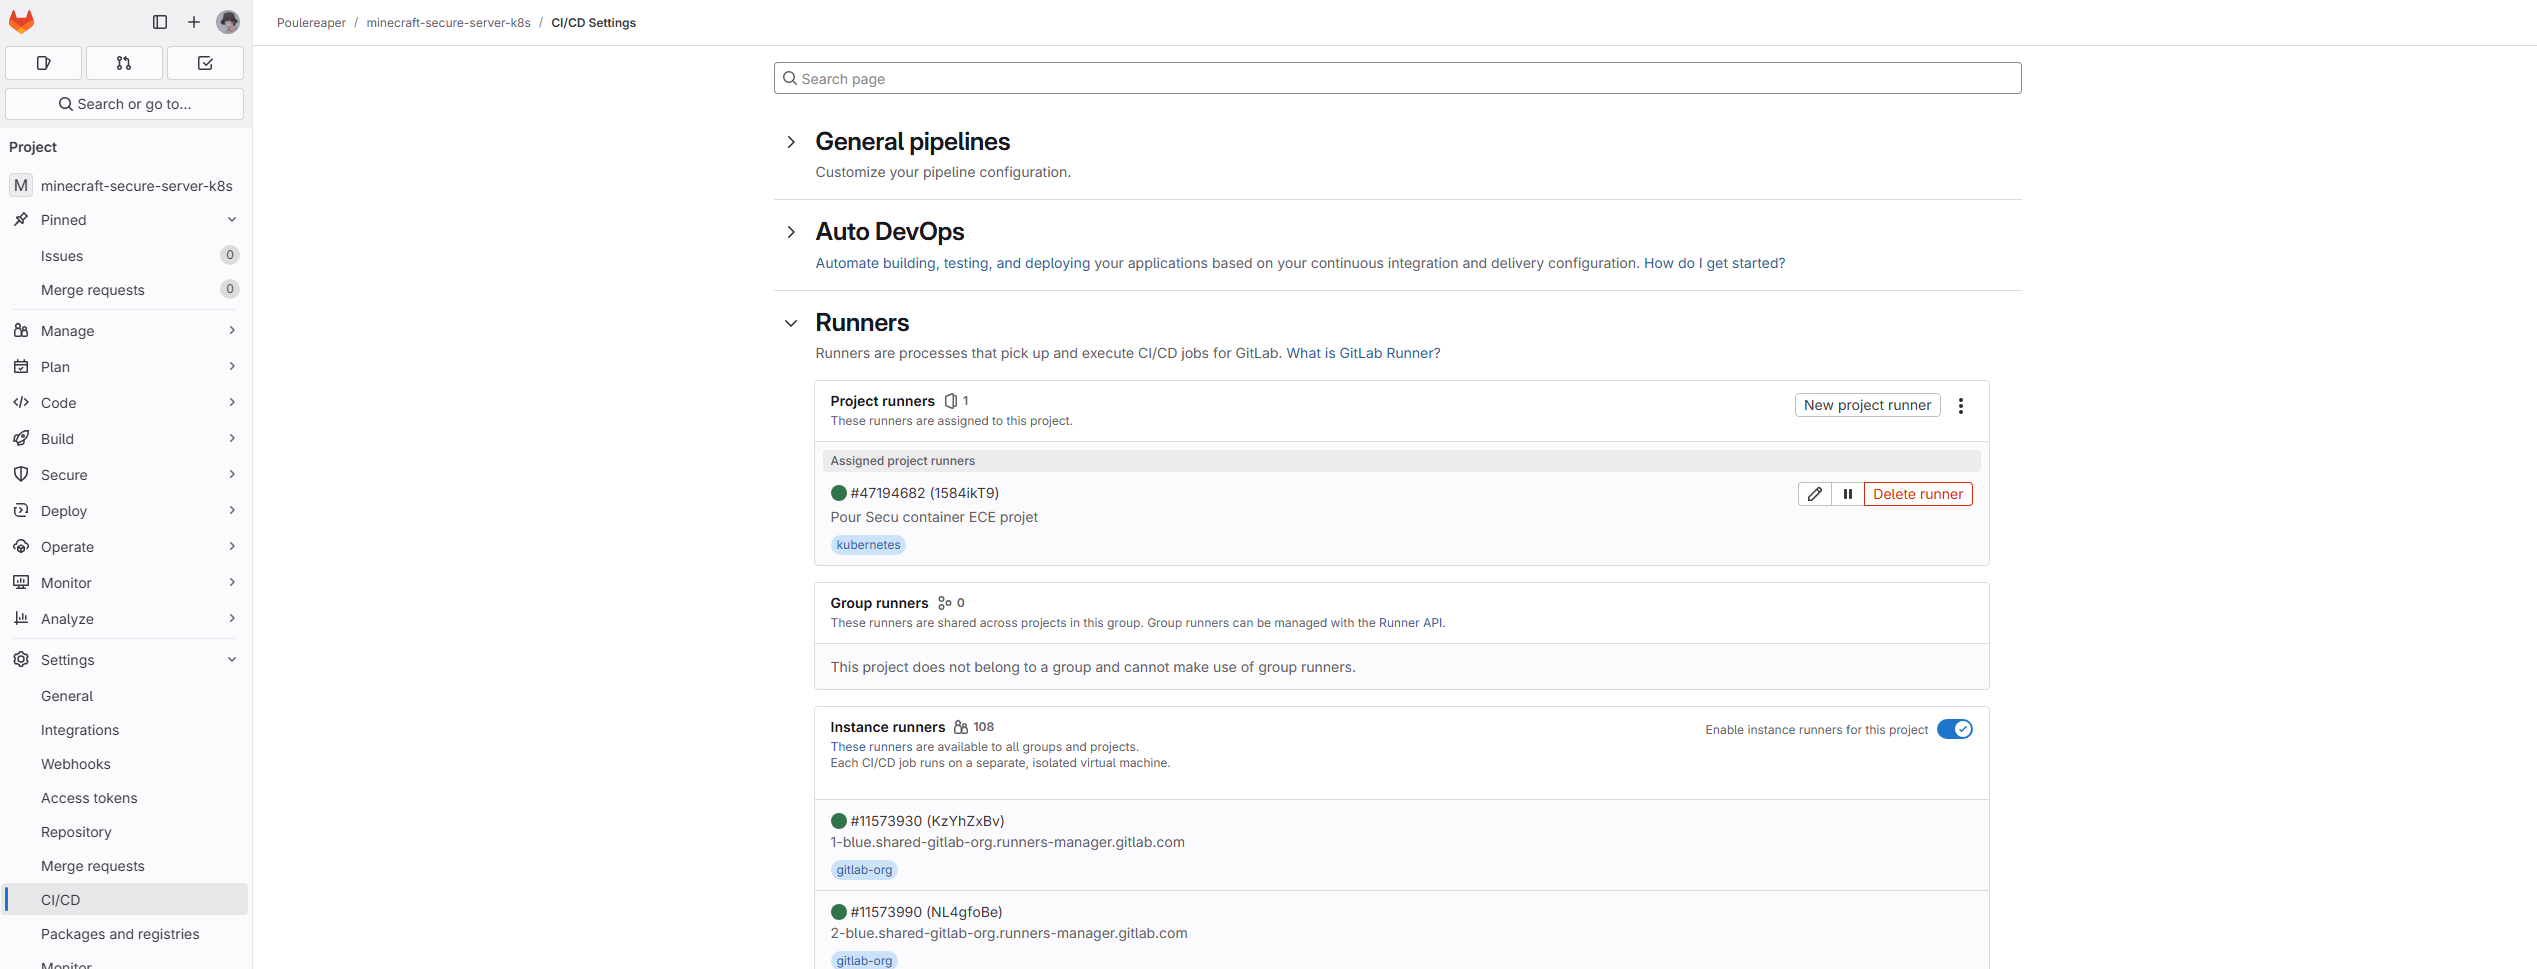 Poulereaper / minecraft-secure-server-k8s / CI/CD Settings
Search or go to...
Project
M minecraft-secure-server-k8s
Pinned
Issues 0
Merge requests 0
Manage
Plan
Code
Build
Secure
Deploy
Operate
Monitor
Analyze
Settings
General
Integrations
Webhooks
Access tokens
Repository
Merge requests
CI/CD
Packages and registries
Monitor
Search page
General pipelines
Customize your pipeline configuration.
Auto DevOps
Automate building, testing, and deploying your applications based on your continuous integration and delivery configuration. How do I get started?
Runners
Runners are processes that pick up and execute CI/CD jobs for GitLab. What is GitLab Runner?
Project runners 1
These runners are assigned to this project.
New project runner
Assigned project runners
#47194682 (1584ikT9)
Delete runner
Pour Secu container ECE projet
kubernetes
Group runners 0
These runners are shared across projects in this group. Group runners can be managed with the Runner API.
This project does not belong to a group and cannot make use of group runners.
Instance runners 108
Enable instance runners for this project
These runners are available to all groups and projects.
Each CI/CD job runs on a separate, isolated virtual machine.
#11573930 (KzYhZxBv)
1-blue.shared-gitlab-org.runners-manager.gitlab.com
gitlab-org
#11573990 (NL4gfoBe)
2-blue.shared-gitlab-org.runners-manager.gitlab.com
gitlab-org